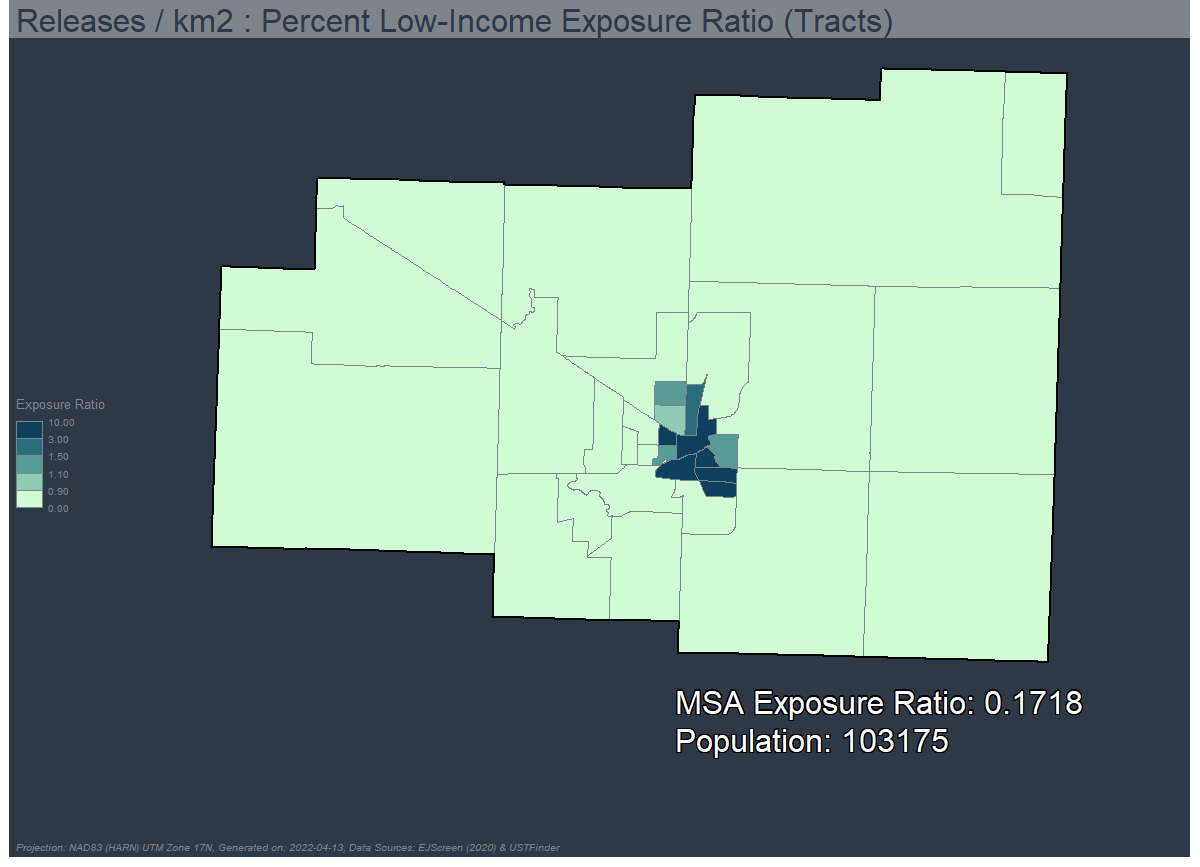 Releases / km2 : Percent Low-Income Exposure Ratio (Tracts)
Exposure Ratio
10.00
3.00
1.50
1.10
0.90
0.00
MSA Exposure Ratio: 0.1718
Population: 103175
Projection: NAD83 (HARN) UTM Zone 17N, Generated on: 2022-04-13, Data Sources: EJScreen (2020) & USTFinder